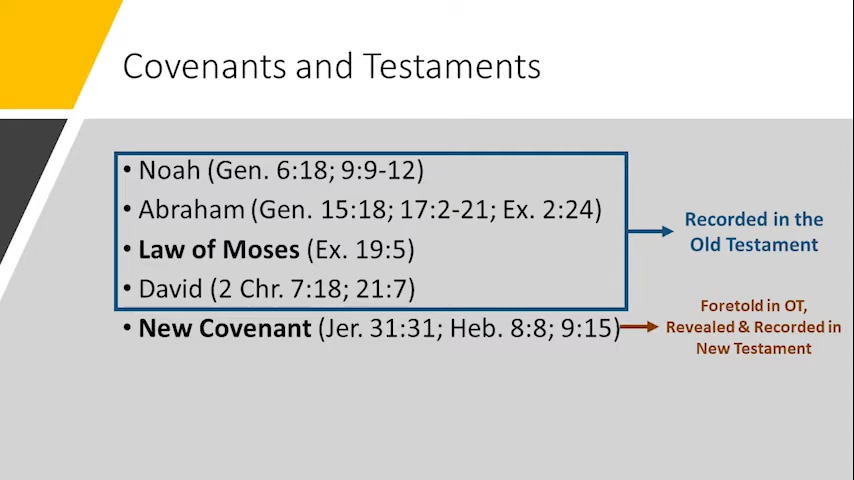 Covenants and Testaments
• Noah (Gen. 6:18; 9:9-12)
• Abraham (Gen. 15:18; 17:2-21; Ex. 2:24)
• Law of Moses (Ex. 19:5)
• David (2 Chr. 7:18; 21:7)
• New Covenant (Jer. 31:31; Heb. 8:8; 9:15)
Recorded in the
Old Testament
Foretold in OT,
Revealed & Recorded in
New Testament